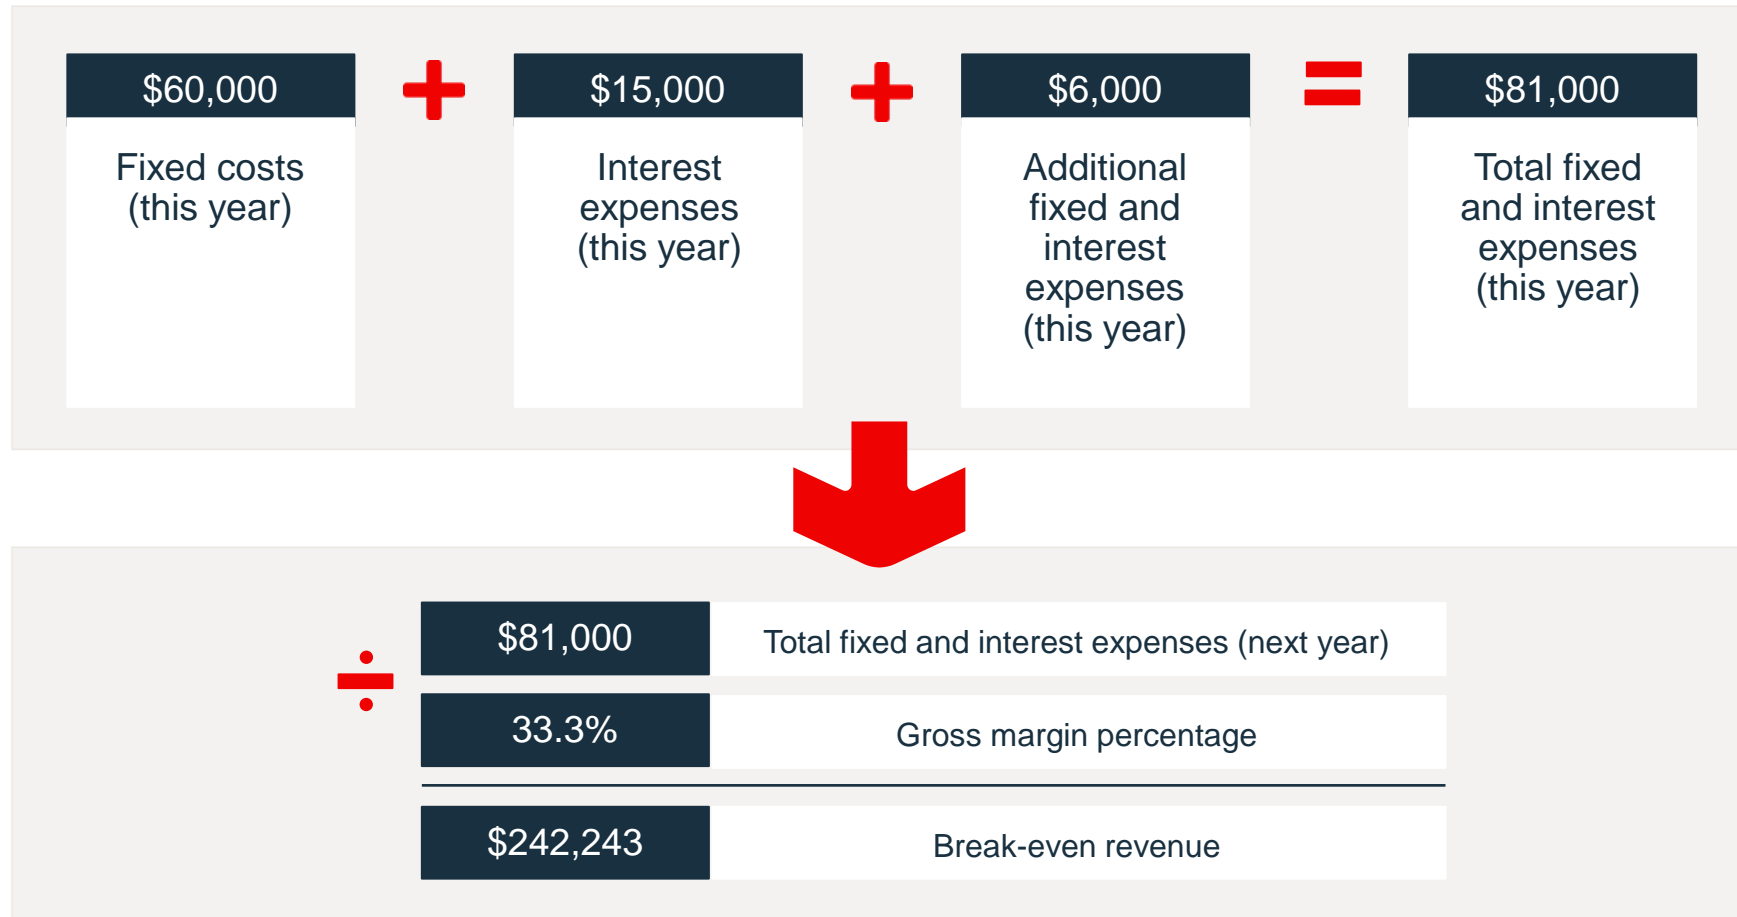 $60,000
+
$15,000
+
$6,000
=
$81,000
Fixed costs
(this year)
Interest
expenses
(this year)
Additional
fixed and
interest
expenses
(this year)
Total fixed
and interest
expenses
(this year)
÷
$81,000
Total fixed and interest expenses (next year)
33.3%
Gross margin percentage
$242,243
Break-even revenue